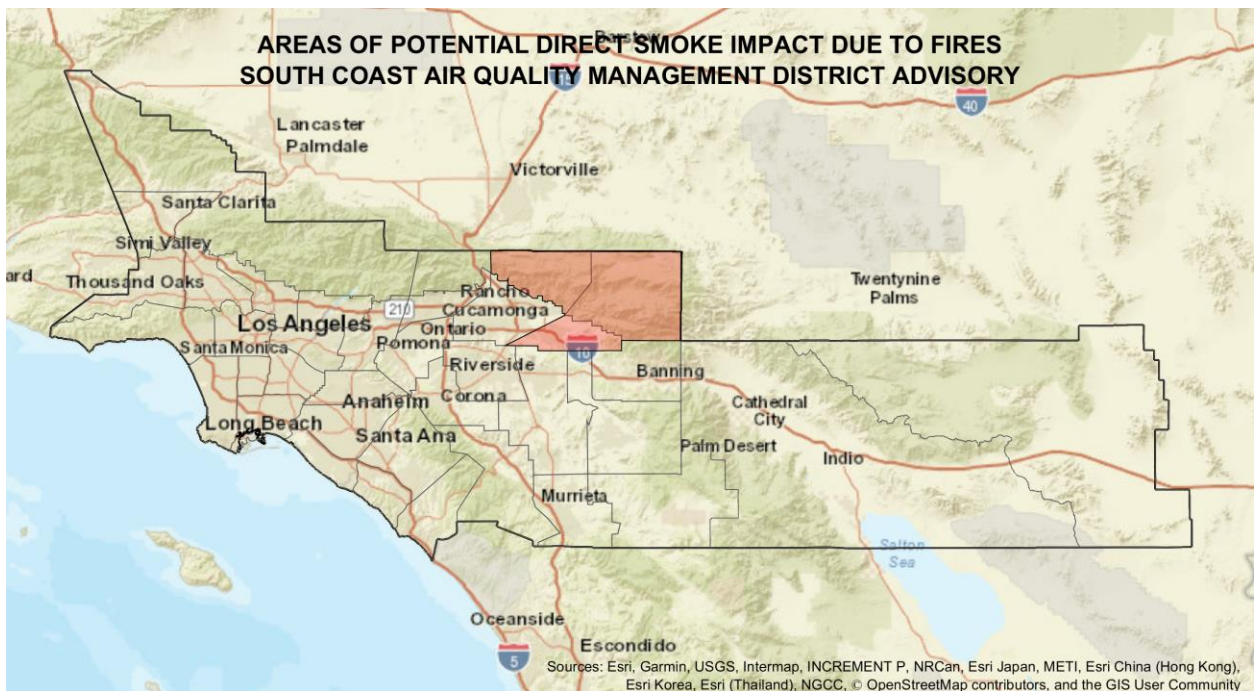 AREAS OF POTENTIAL DIRECT SMOKE IMPACT DUE TO FIRES
Barstow
SOUTH COAST AIR QUALITY MANAGEMENT DISTRICT ADVISORY
15
40
Lancaster
Palmdale
Victorville
Santa Clarita
Simi Valley
ard
Thousand Oaks
Twentynine
Palms
Rancho
Cucamonga
210
Los Angeles
Ontario
Pomona
Santa Monica
10
Riverside
Banning
Anaheim
Corona
Cathedral
City
Long Beach
Santa Ana
Palm Desert
Indio
Murrieta
Salton
Sea
Oceanside
Escondido
5
Sources: Esri, Garmin, USGS, Intermap, INCREMENT P, NRCan, Esri Japan, METI, Esri China (Hong Kong),
Esri Korea, Esri (Thailand), NGCC, © OpenStreetMap contributors, and the GIS User Community